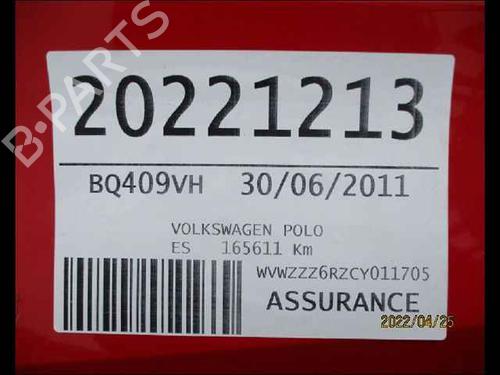 20221213
BQ409VH 30/06/2011
VOLKSWAGEN POLO
ES 165611 Km
WVWZZZ6RZCY011705
ASSURANCE
2022/04/25
B-PARTS